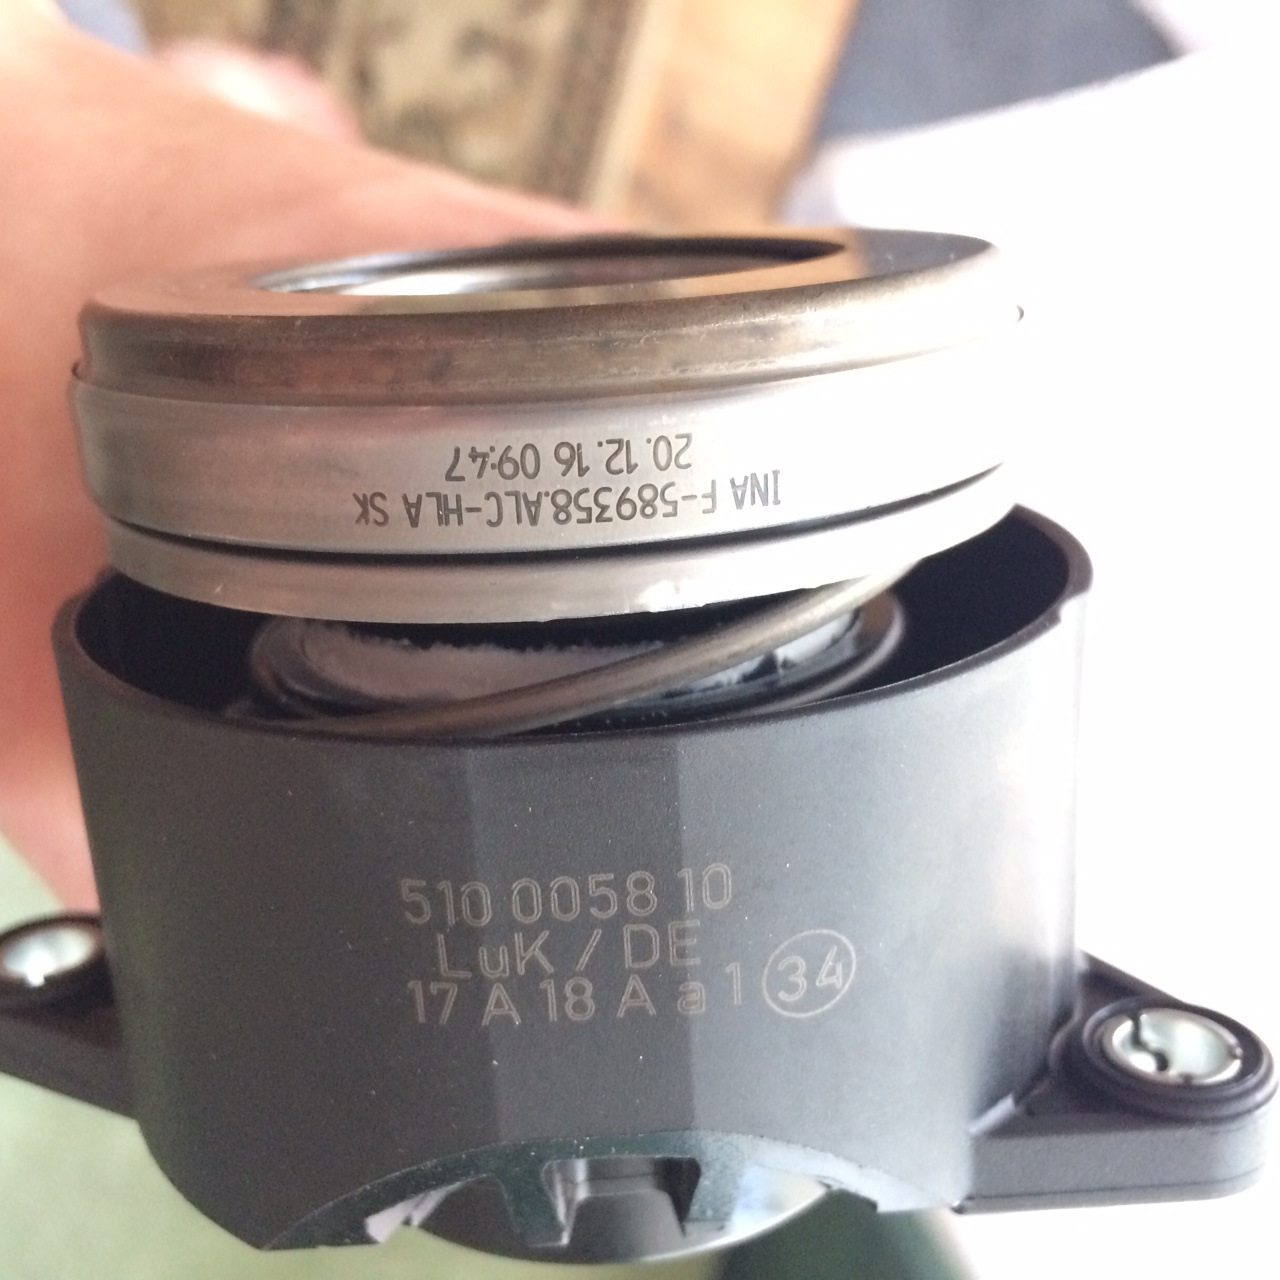 20.12.16 09:47
INA F-589358.ALC-HLA SK
510 0058 10
LuK / DE
17 A 18 A a 1 34